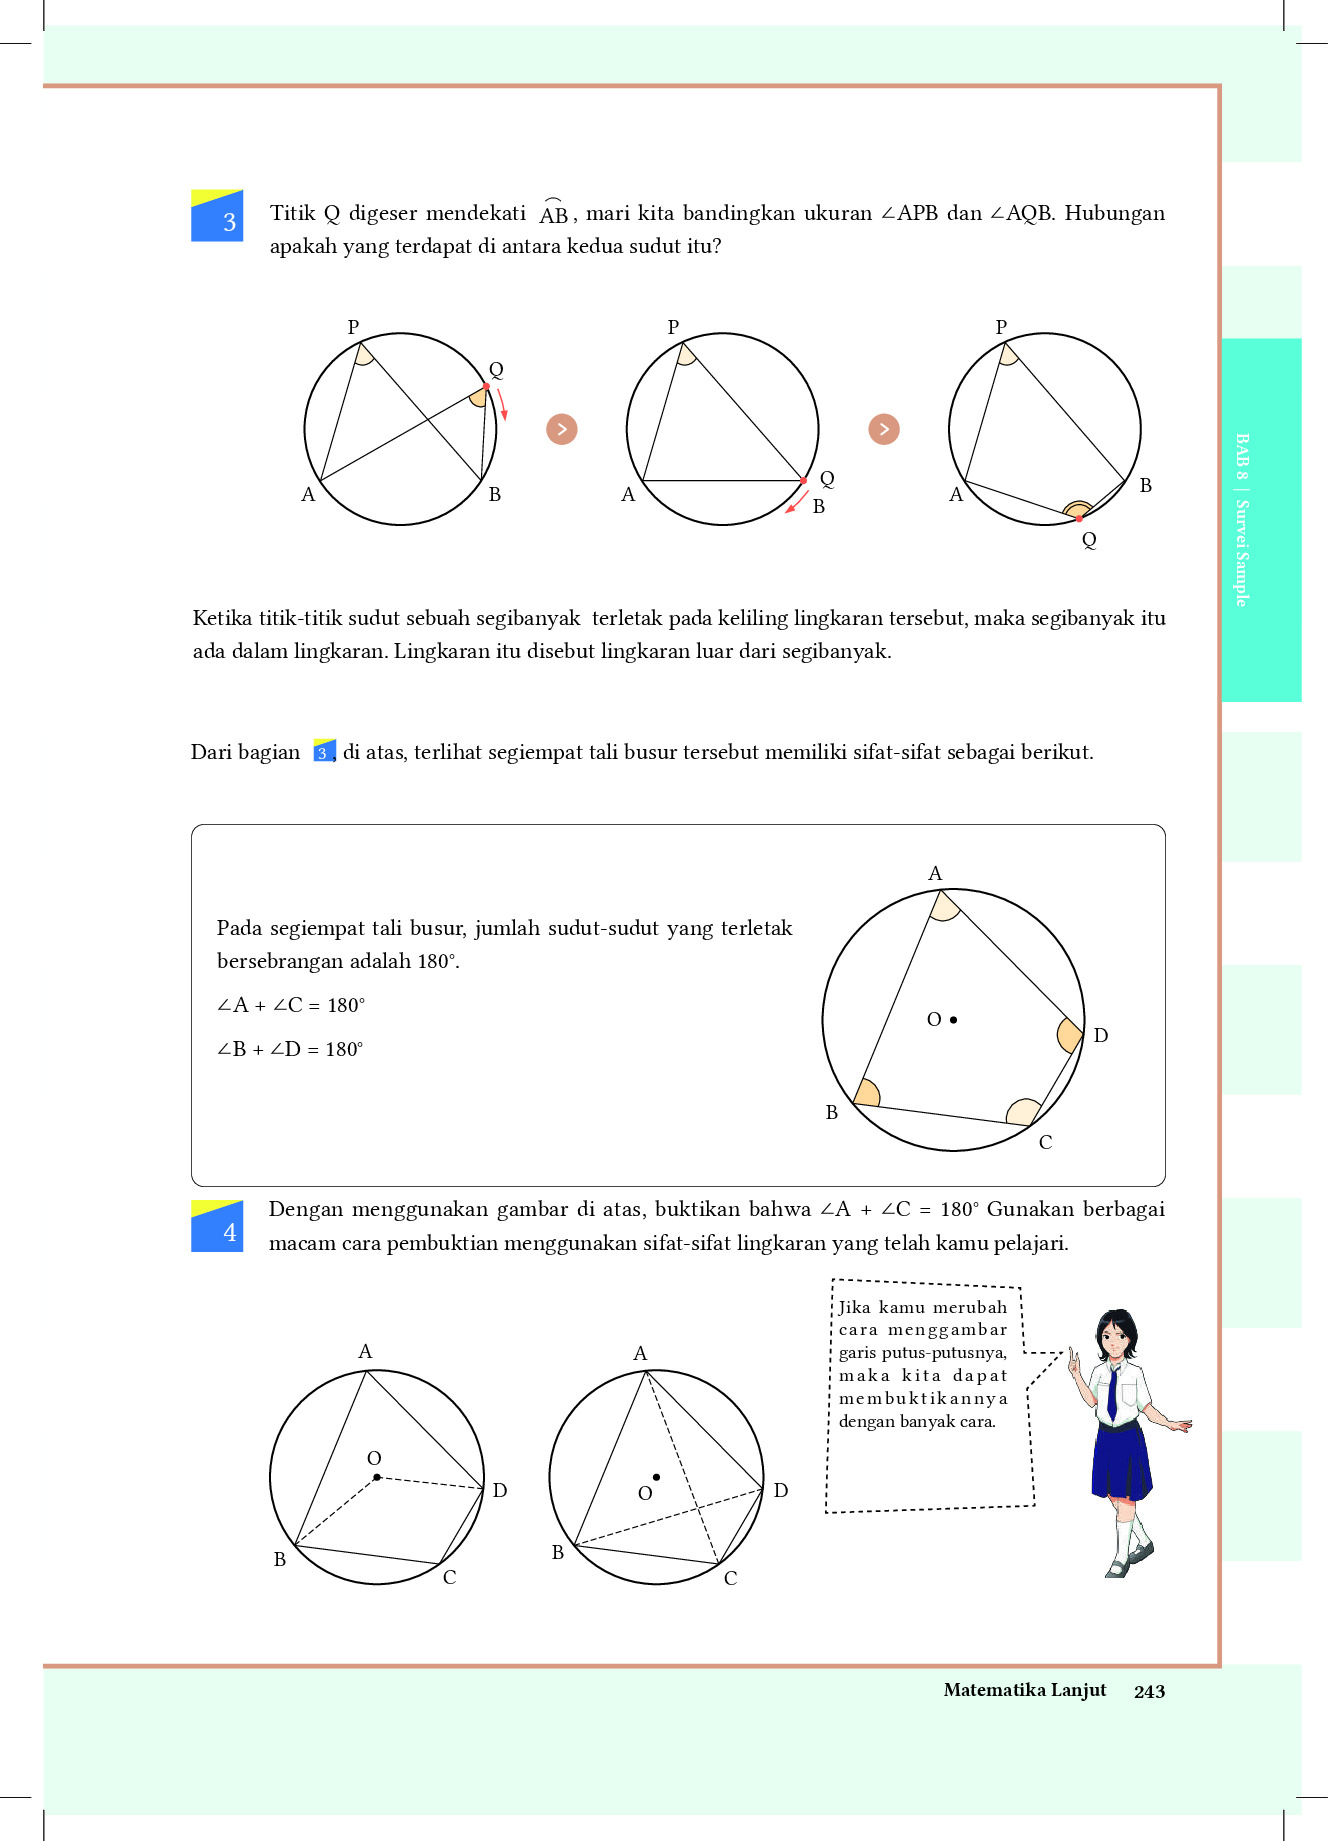 3
Titik Q digeser mendekati A͡B, mari kita bandingkan ukuran ∠APB dan ∠AQB. Hubungan
apakah yang terdapat di antara kedua sudut itu?
P
Q
A
B
>
P
Q
A
B
>
P
A
B
Q
Ketika titik-titik sudut sebuah segibanyak terletak pada keliling lingkaran tersebut, maka segibanyak itu
ada dalam lingkaran. Lingkaran itu disebut lingkaran luar dari segibanyak.
Dari bagian 3, di atas, terlihat segiempat tali busur tersebut memiliki sifat-sifat sebagai berikut.
Pada segiempat tali busur, jumlah sudut-sudut yang terletak
bersebrangan adalah 180°.
∠A + ∠C = 180°
∠B + ∠D = 180°
A
O
D
B
C
4
Dengan menggunakan gambar di atas, buktikan bahwa ∠A + ∠C = 180° Gunakan berbagai
macam cara pembuktian menggunakan sifat-sifat lingkaran yang telah kamu pelajari.
A
O
D
B
C
A
O
D
B
C
Jika kamu merubah
cara menggambar
garis putus-putusnya,
maka kita dapat
membuktikannya
dengan banyak cara.
BAB 8 | Survei Sample
Matematika Lanjut 243